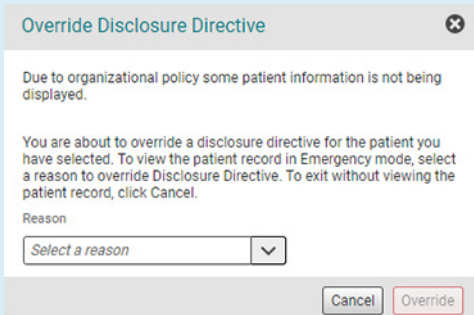 Override Disclosure Directive
Due to organizational policy some patient information is not being
displayed.
You are about to override a disclosure directive for the patient you
have selected. To view the patient record in Emergency mode, select
a reason to override Disclosure Directive. To exit without viewing the
patient record, click Cancel.
Reason
Select a reason
Cancel Override